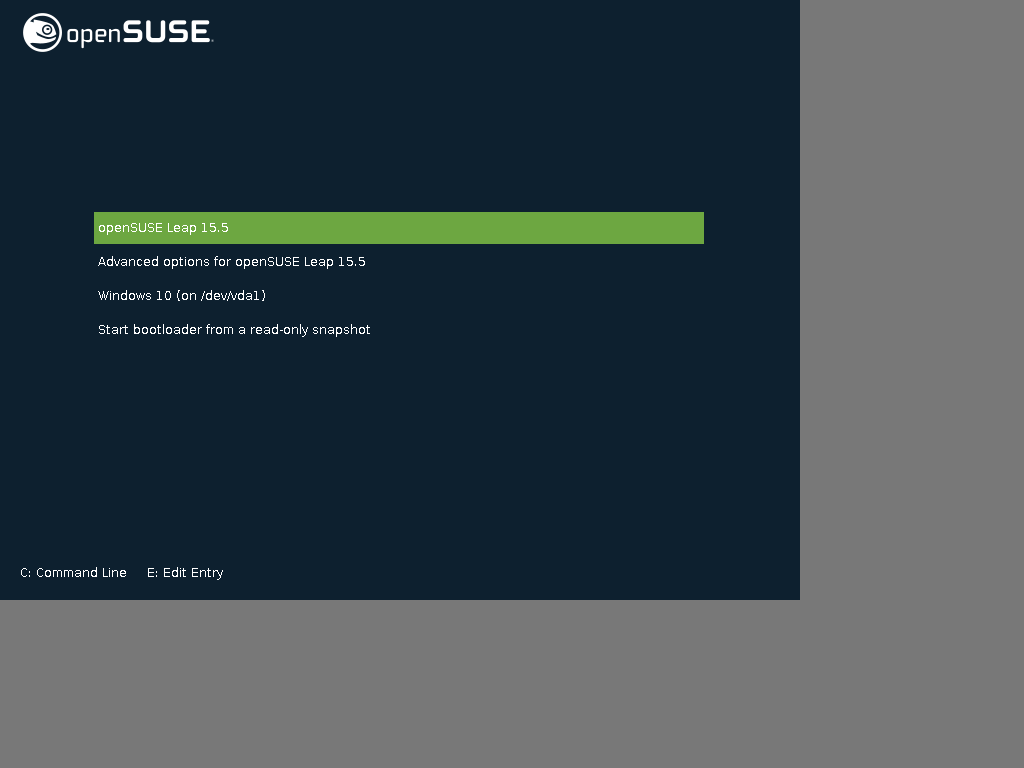 openSUSE.
openSUSE Leap 15.5
Advanced options for openSUSE Leap 15.5
Windows 10 (on /dev/vda1)
Start bootloader from a read-only snapshot
C: Command Line E: Edit Entry